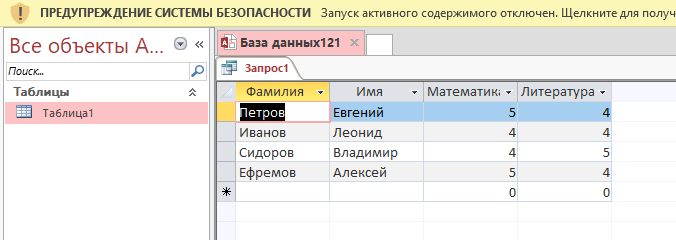 ПРЕДУПРЕЖДЕНИЕ СИСТЕМЫ БЕЗОПАСНОСТИ Запуск активного содержимого отключен. Щелкните для получ
Все объекты A...
База данных121
Поиск...
Запрос1
Таблицы
Таблица1
Фамилия Имя Математика Литература
Петров Евгений 5 4
Иванов Леонид 4 4
Сидоров Владимир 4 5
Ефремов Алексей 5 4
* 0 0